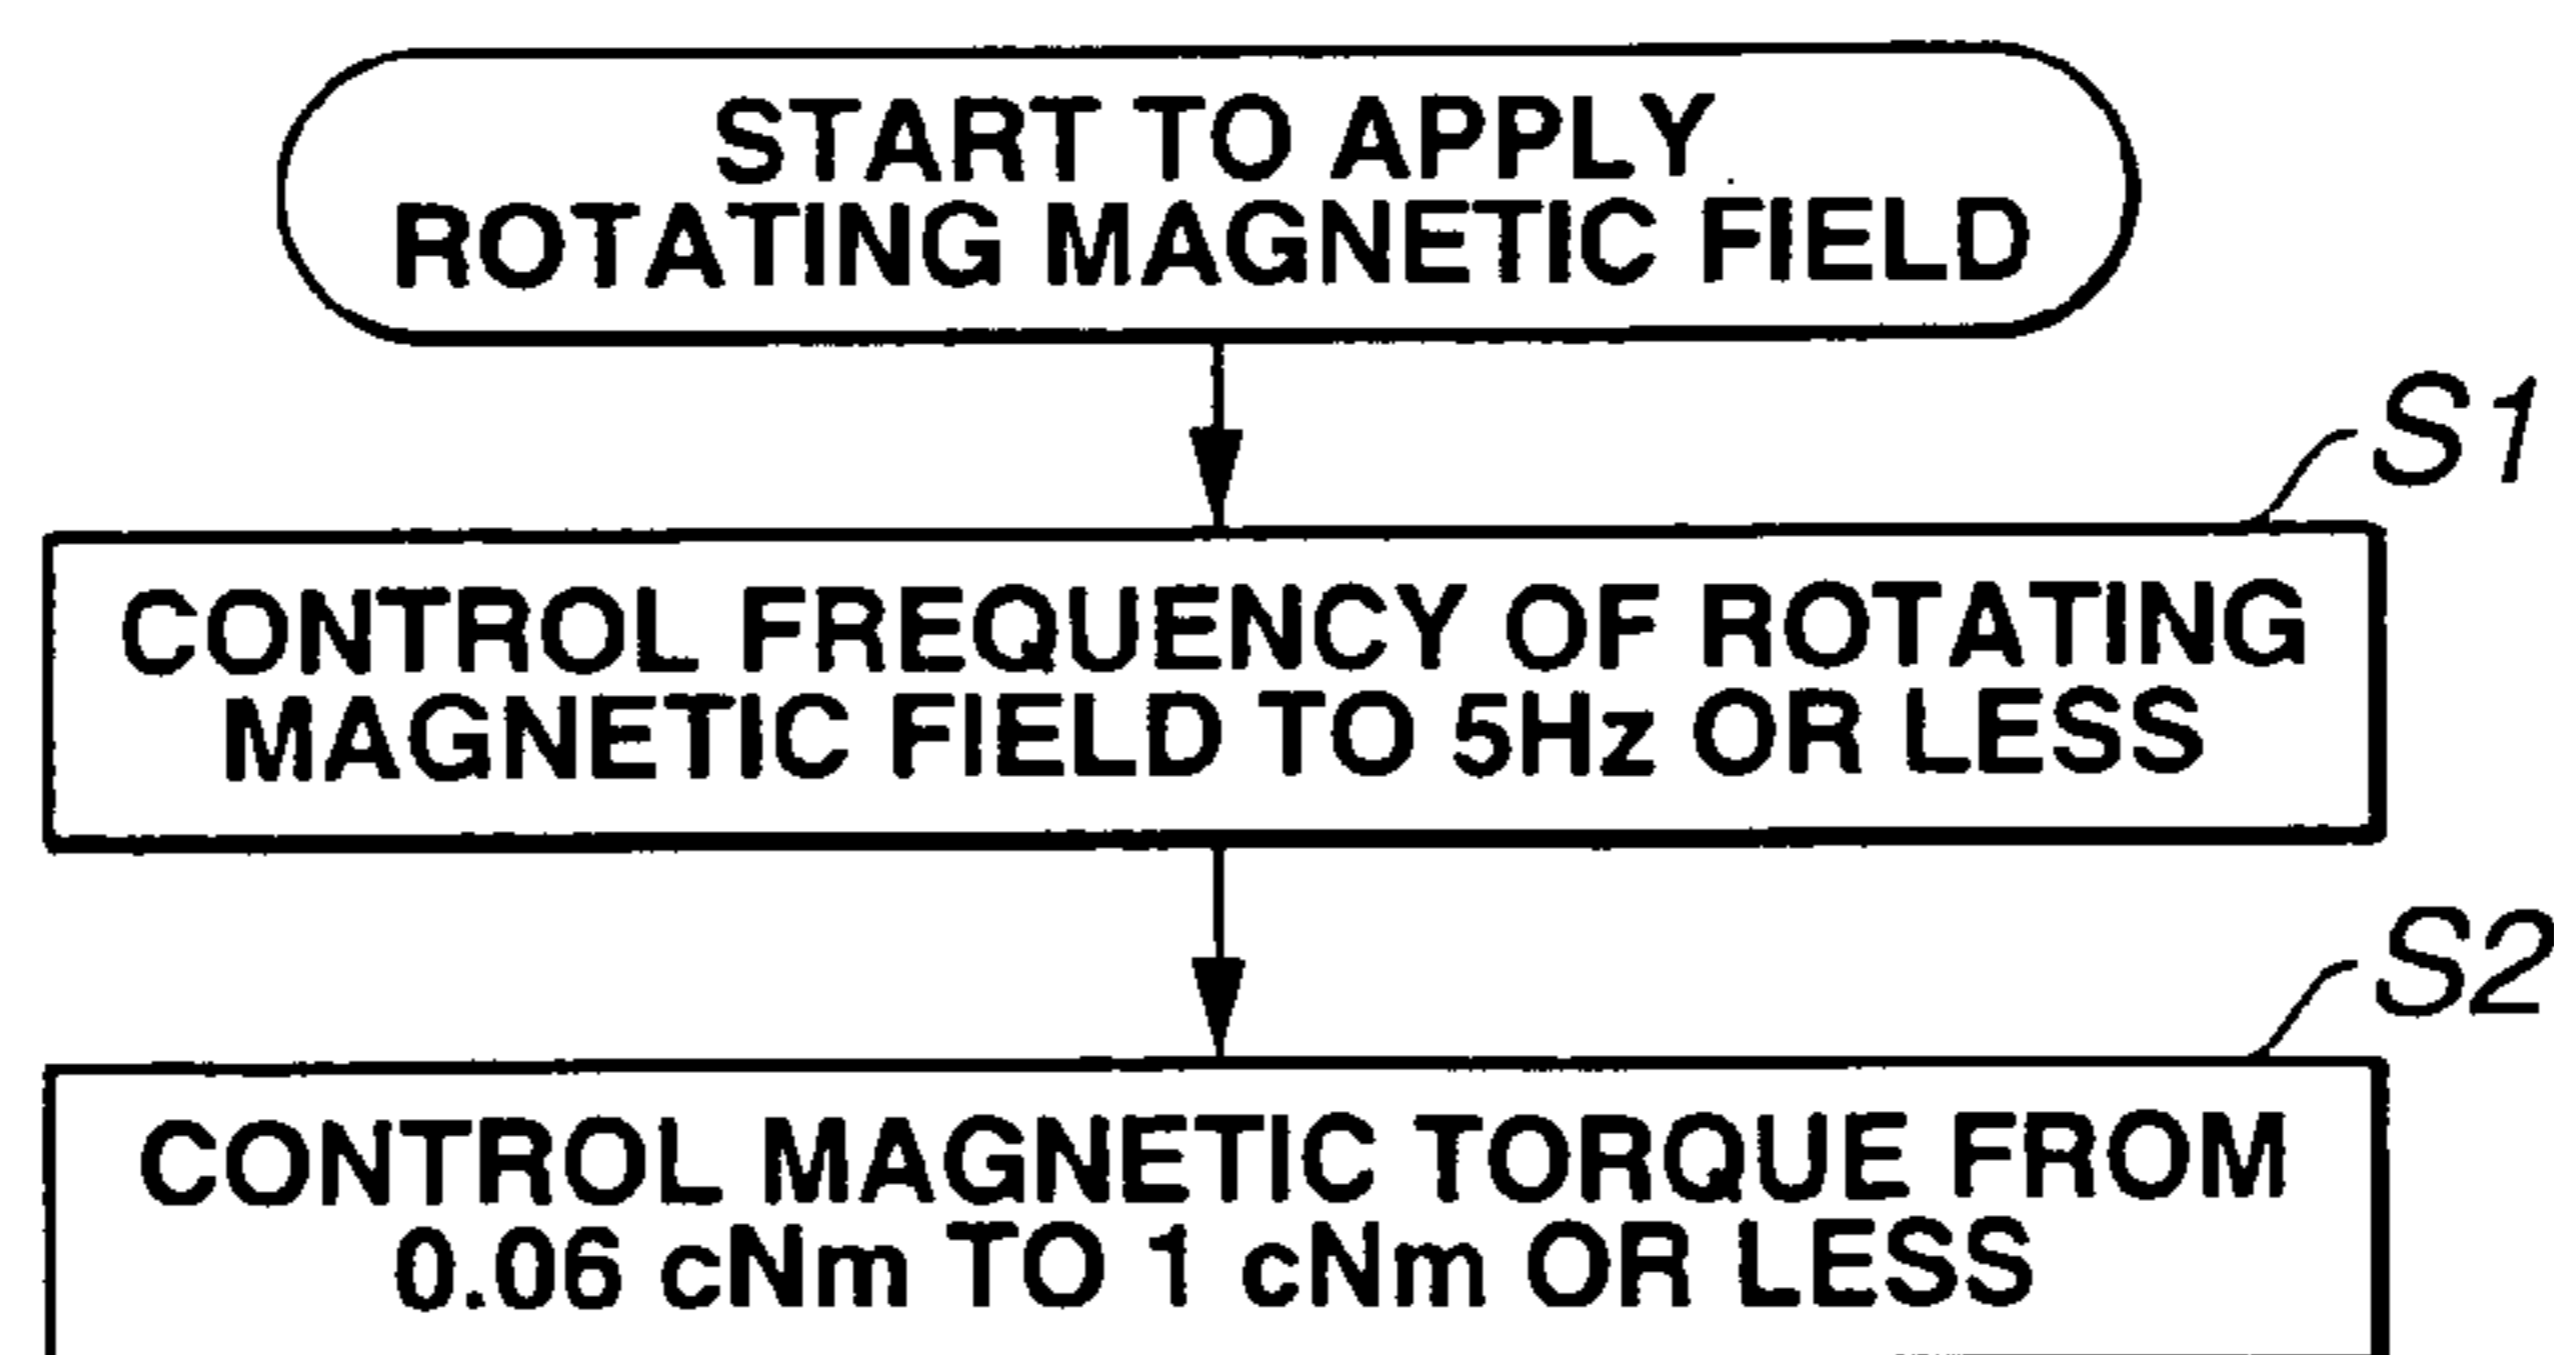 START TO APPLY
ROTATING MAGNETIC FIELD
S1
CONTROL FREQUENCY OF ROTATING
MAGNETIC FIELD TO 5Hz OR LESS
S2
CONTROL MAGNETIC TORQUE FROM
0.06 cNm TO 1 cNm OR LESS